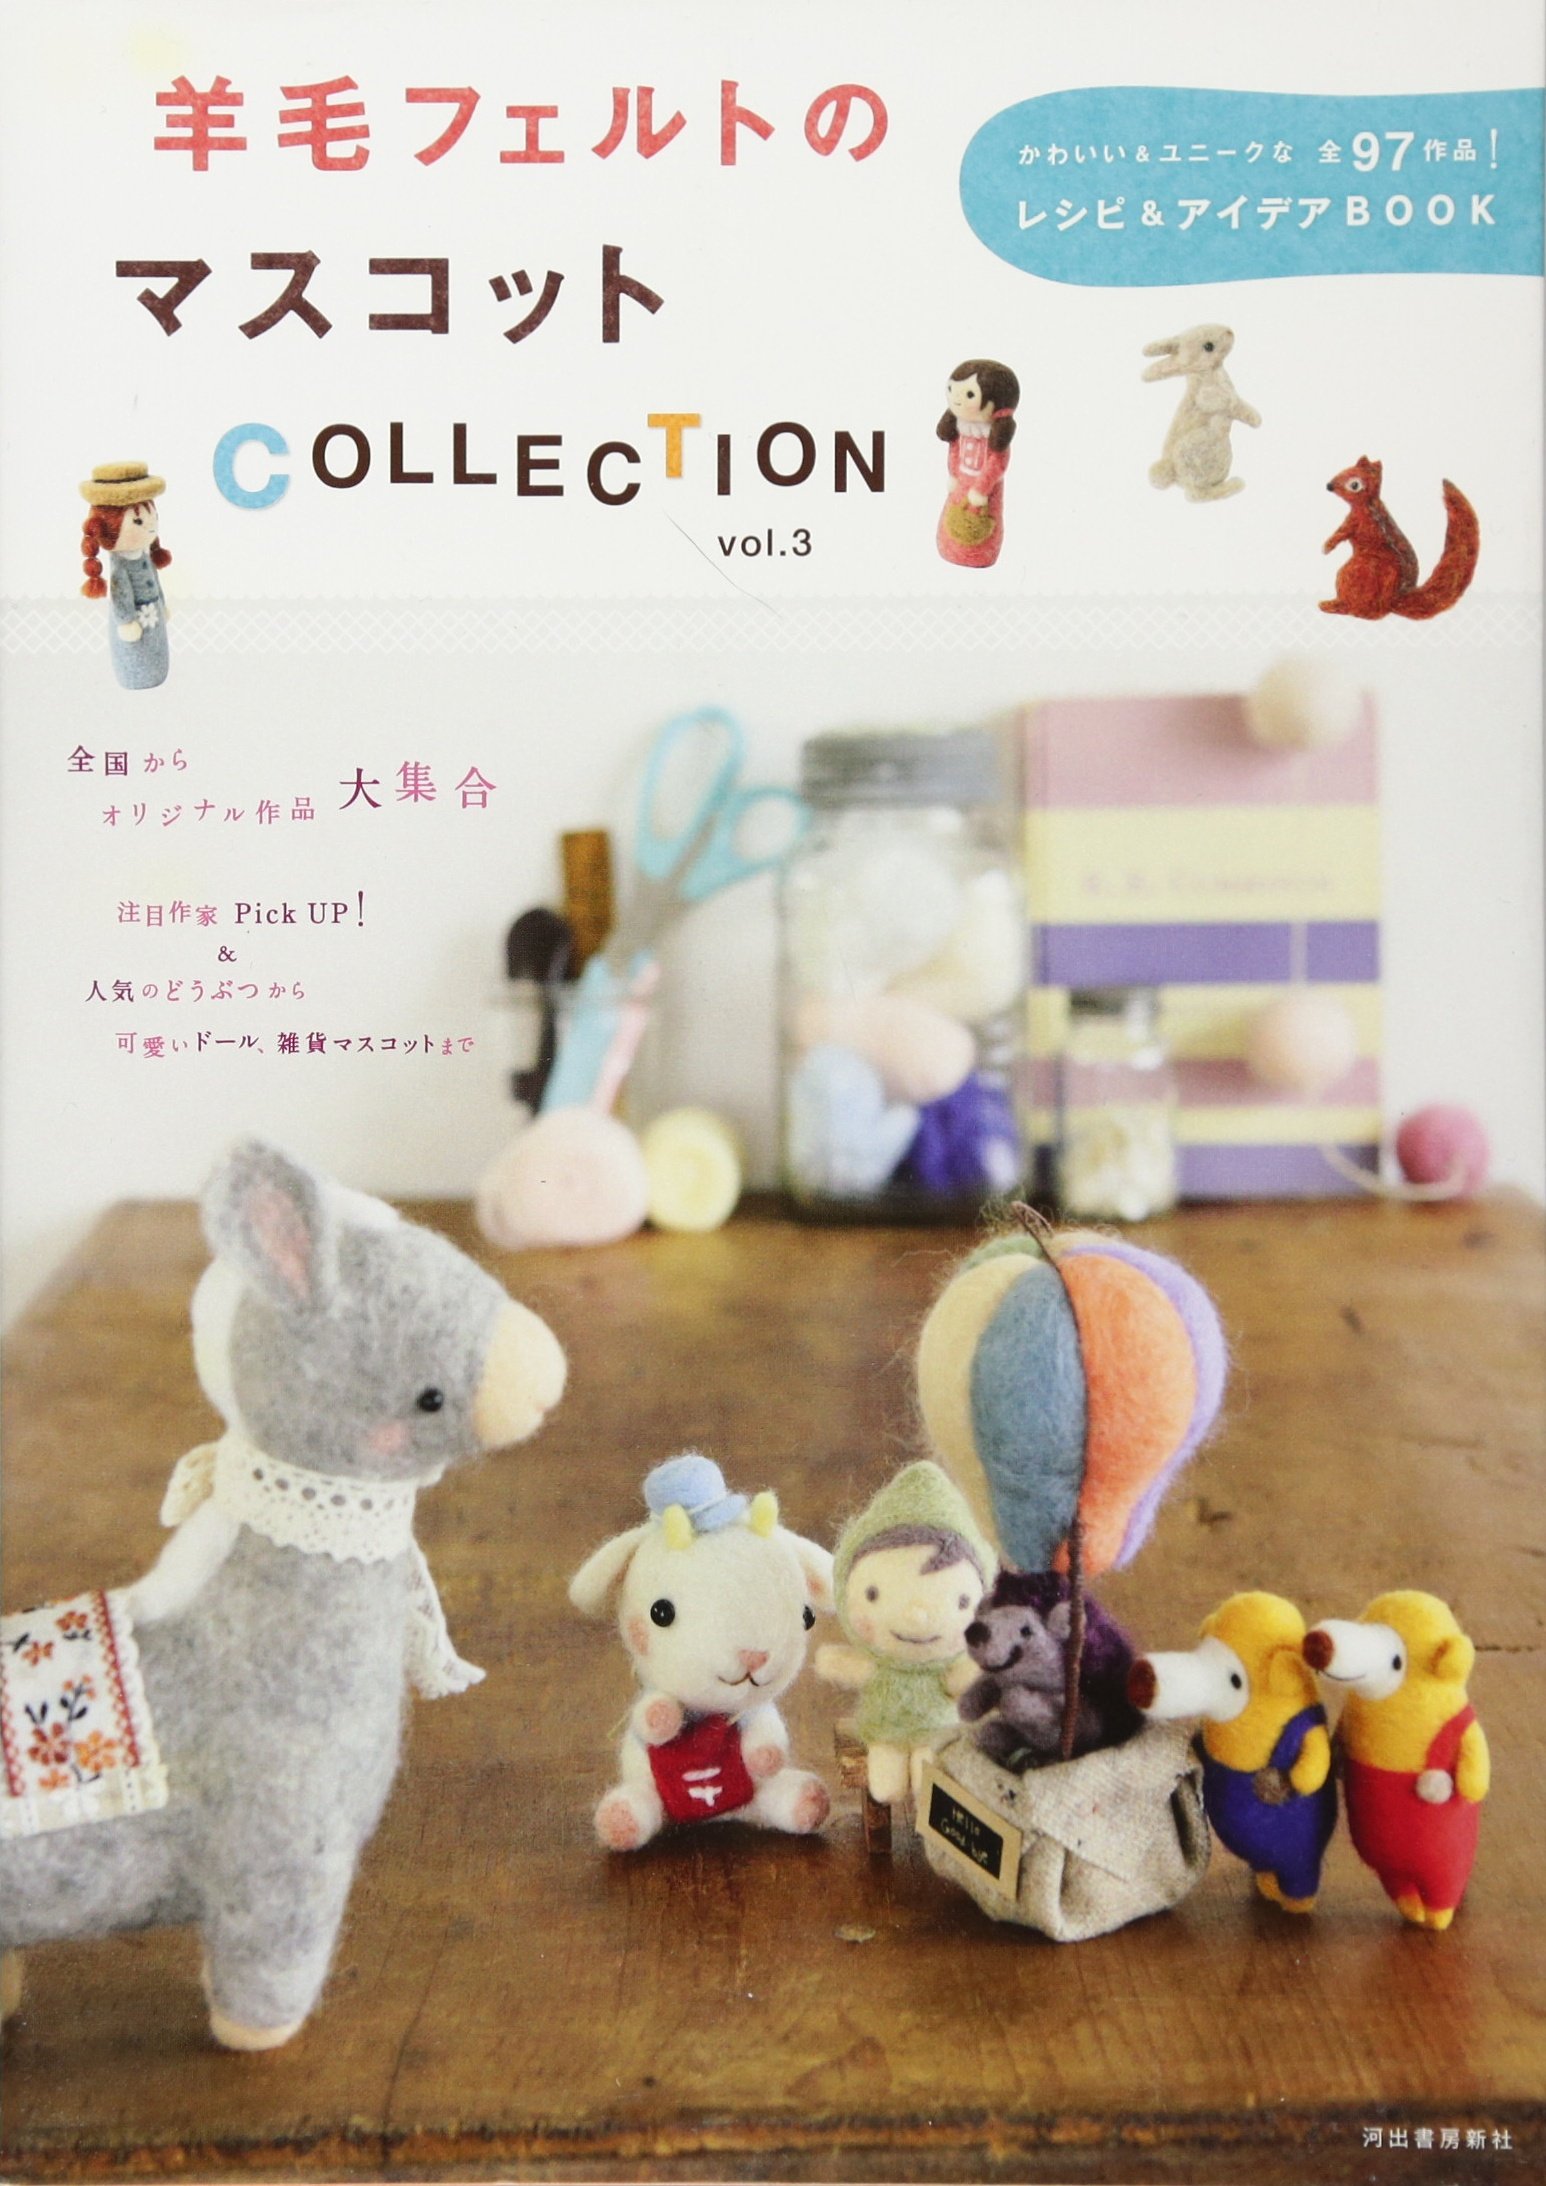 羊毛フェルトの
マスコット
COLLECTION
vol.3
かわいい&ユニークな 全97作品!
レシピ&アイデアBOOK
全国から
オリジナル作品 大集合
注目作家 Pick UP!
&
人気のどうぶつから
可愛いドール、雑貨マスコットまで
〒
Hello
Good bye
河出書房新社